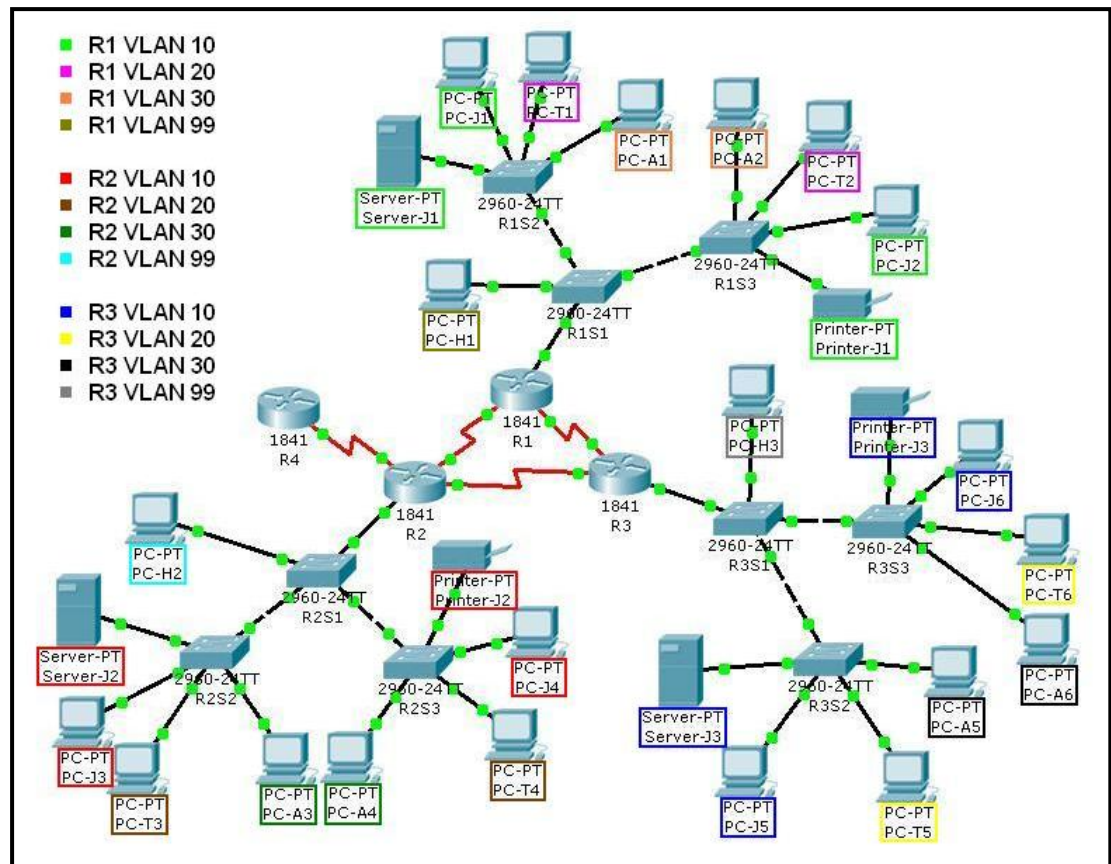 R1 VLAN 10
R1 VLAN 20
R1 VLAN 30
R1 VLAN 99
R2 VLAN 10
R2 VLAN 20
R2 VLAN 30
R2 VLAN 99
R3 VLAN 10
R3 VLAN 20
R3 VLAN 30
R3 VLAN 99
PC-PT
PC-J1
PC-PT
PC-T1
PC-PT
PC-A1
PC-PT
PC-A2
PC-PT
PC-T2
Server-PT
Server-J1
2960-24TT
R1S2
2960-24TT
R1S3
PC-PT
PC-J2
PC-PT
PC-H1
2960-24TT
R1S1
Printer-PT
Printer-J1
1841
R4
1841
R1
1841
R2
1841
R3
PC-PT
PC-H3
Printer-PT
Printer-J3
PC-PT
PC-J6
2960-24TT
R3S1
2960-24TT
R3S3
PC-PT
PC-T6
PC-PT
PC-A6
PC-PT
PC-H2
2960-24TT
R2S1
Printer-PT
Printer-J2
Server-PT
Server-J2
2960-24TT
R2S2
2960-24TT
R2S3
PC-PT
PC-J4
PC-PT
PC-J3
PC-PT
PC-T3
PC-PT
PC-A3
PC-PT
PC-A4
PC-PT
PC-T4
2960-24TT
R3S2
Server-PT
Server-J3
PC-PT
PC-A5
PC-PT
PC-J5
PC-PT
PC-T5